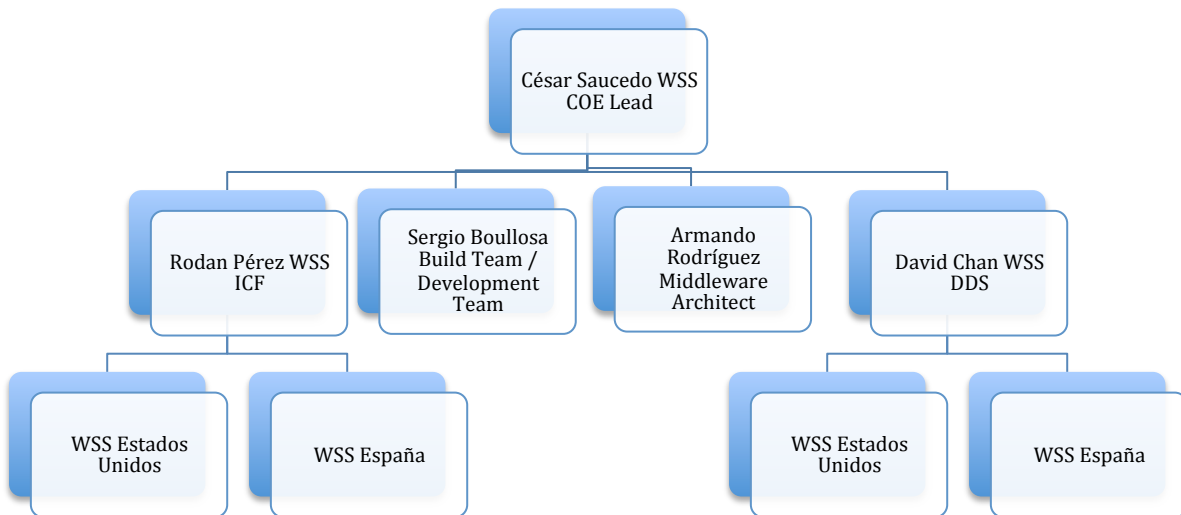 César Saucedo WSS
COE Lead
Rodan Pérez WSS
ICF
Sergio Boullosa
Build Team /
Development
Team
Armando
Rodríguez
Middleware
Architect
David Chan WSS
DDS
WSS Estados
Unidos
WSS España
WSS Estados
Unidos
WSS España